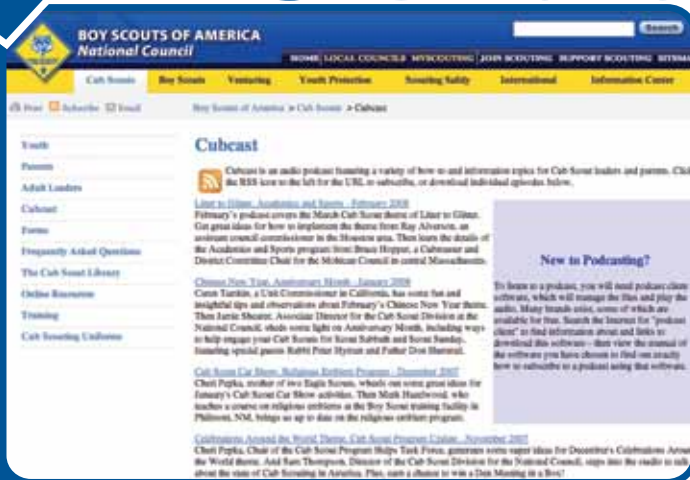 BOY SCOUTS OF AMERICA
National Council
Search
HOME LOCAL COUNCILS MYSCOUTING JOIN SCOUTING SUPPORT SCOUTING SITEMAP
Cub Scouts Boy Scouts Venturing Youth Protection Scouting Safely International Information Center
Print Subscribe Email Boy Scouts of America > Cub Scouts > Cubcast
Youth
Parents
Adult Leaders
Cubcast
Forms
Frequently Asked Questions
The Cub Scout Library
Online Resources
Training
Cub Scouting Uniforms
Cubcast
Cubcast is an audio podcast featuring a variety of how-to and information topics for Cub Scout leaders and parents. Click
the RSS icon to the left for the URL to subscribe, or download individual episodes below.
Litter to Glitter, Academics and Sports - February 2008
February's podcast covers the March Cub Scout theme of Litter to Glitter.
Get great ideas for how to implement the theme from Ray Alverson, an
assistant council commissioner in the Houston area. Then learn the details of
the Academics and Sports program from Bruce Hopper, a Cubmaster and
District Committee Chair for the Mohican Council in central Massachusetts.
Chinese New Year, Anniversary Month - January 2008
Caren Tamkin, a Unit Commissioner in California, has some fun and
insightful tips and observations about February's Chinese New Year theme.
Then Jamie Shearer, Associate Director for the Cub Scout Division at the
National Council, sheds some light on Anniversary Month, including ways
to help engage your Cub Scouts for Scout Sabbath and Scout Sunday,
featuring special guests Rabbi Peter Hyman and Father Don Hummel.
Cub Scout Car Show, Religious Emblems Program - December 2007
Cheri Pepka, mother of two Eagle Scouts, wheels out some great ideas for
January's Cub Scout Car Show activities. Then Mark Hazelwood, who
teaches a course on religious emblems at the Boy Scout training facility in
Philmont, NM, brings us up to date on the religious emblems program.
Celebrations Around the World Theme, Cub Scout Program Update - November 2007
Cheri Pepka, Chair of the Cub Scout Program Helps Task Force, generates some super ideas for December's Celebrations Around
the World theme. And Sam Thompson, Director of the Cub Scout Division for the National Council, steps into the studio to talk
about the state of Cub Scouting in America. Plus, earn a chance to win a Den Meeting in a Box!
New to Podcasting?
To listen to a podcast, you will need podcast client
software, which will manage the files and play the
audio. Many brands exist, some of which are
available for free. Search the Internet for "podcast
client" to find information about and links to
download this software – then view the manual of
the software you have chosen to find out exactly
how to subscribe to a podcast using that software.